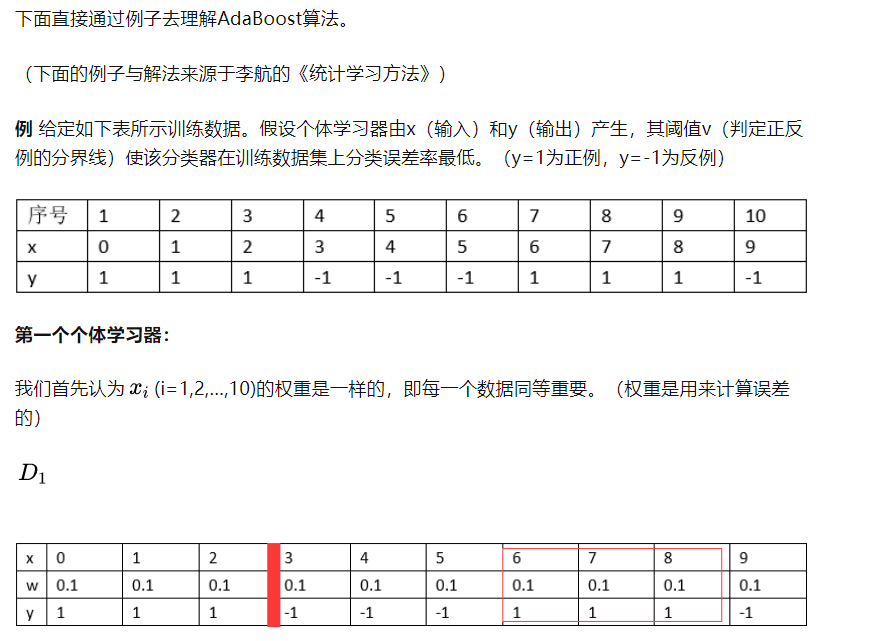 下面直接通过例子去理解AdaBoost算法。
（下面的例子与解法来源于李航的《统计学习方法》）
例 给定如下表所示训练数据。假设个体学习器由x（输入）和y（输出）产生，其阈值v（判定正反
例的分界线）使该分类器在训练数据集上分类误差率最低。（y=1为正例，y=-1为反例）
序号 1 2 3 4 5 6 7 8 9 10
x 0 1 2 3 4 5 6 7 8 9
y 1 1 1 -1 -1 -1 1 1 1 -1
第一个个体学习器：
我们首先认为 xᵢ (i=1,2,...,10)的权重是一样的，即每一个数据同等重要。（权重是用来计算误差
的）
D₁
x 0 1 2 3 4 5 6 7 8 9
w 0.1 0.1 0.1 0.1 0.1 0.1 0.1 0.1 0.1 0.1
y 1 1 1 -1 -1 -1 1 1 1 -1